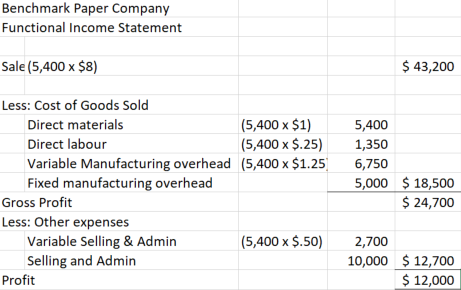 Benchmark Paper Company
Functional Income Statement
Sale (5,400 x $8) $ 43,200
Less: Cost of Goods Sold
Direct materials (5,400 x $1) 5,400
Direct labour (5,400 x $.25) 1,350
Variable Manufacturing overhead (5,400 x $1.25) 6,750
Fixed manufacturing overhead 5,000 $ 18,500
Gross Profit $ 24,700
Less: Other expenses
Variable Selling & Admin (5,400 x $.50) 2,700
Selling and Admin 10,000 $ 12,700
Profit $ 12,000